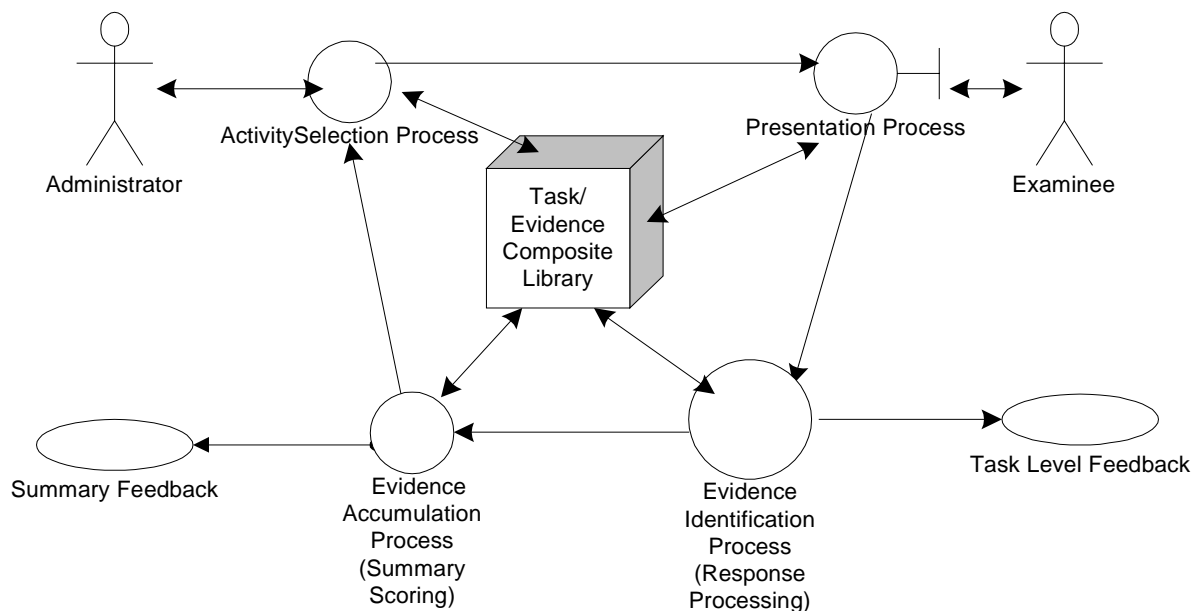 ActivitySelection Process
Presentation Process
Administrator
Examinee
Task/
Evidence
Composite
Library
Summary Feedback
Evidence
Accumulation
Process
(Summary
Scoring)
Evidence
Identification
Process
(Response
Processing)
Task Level Feedback